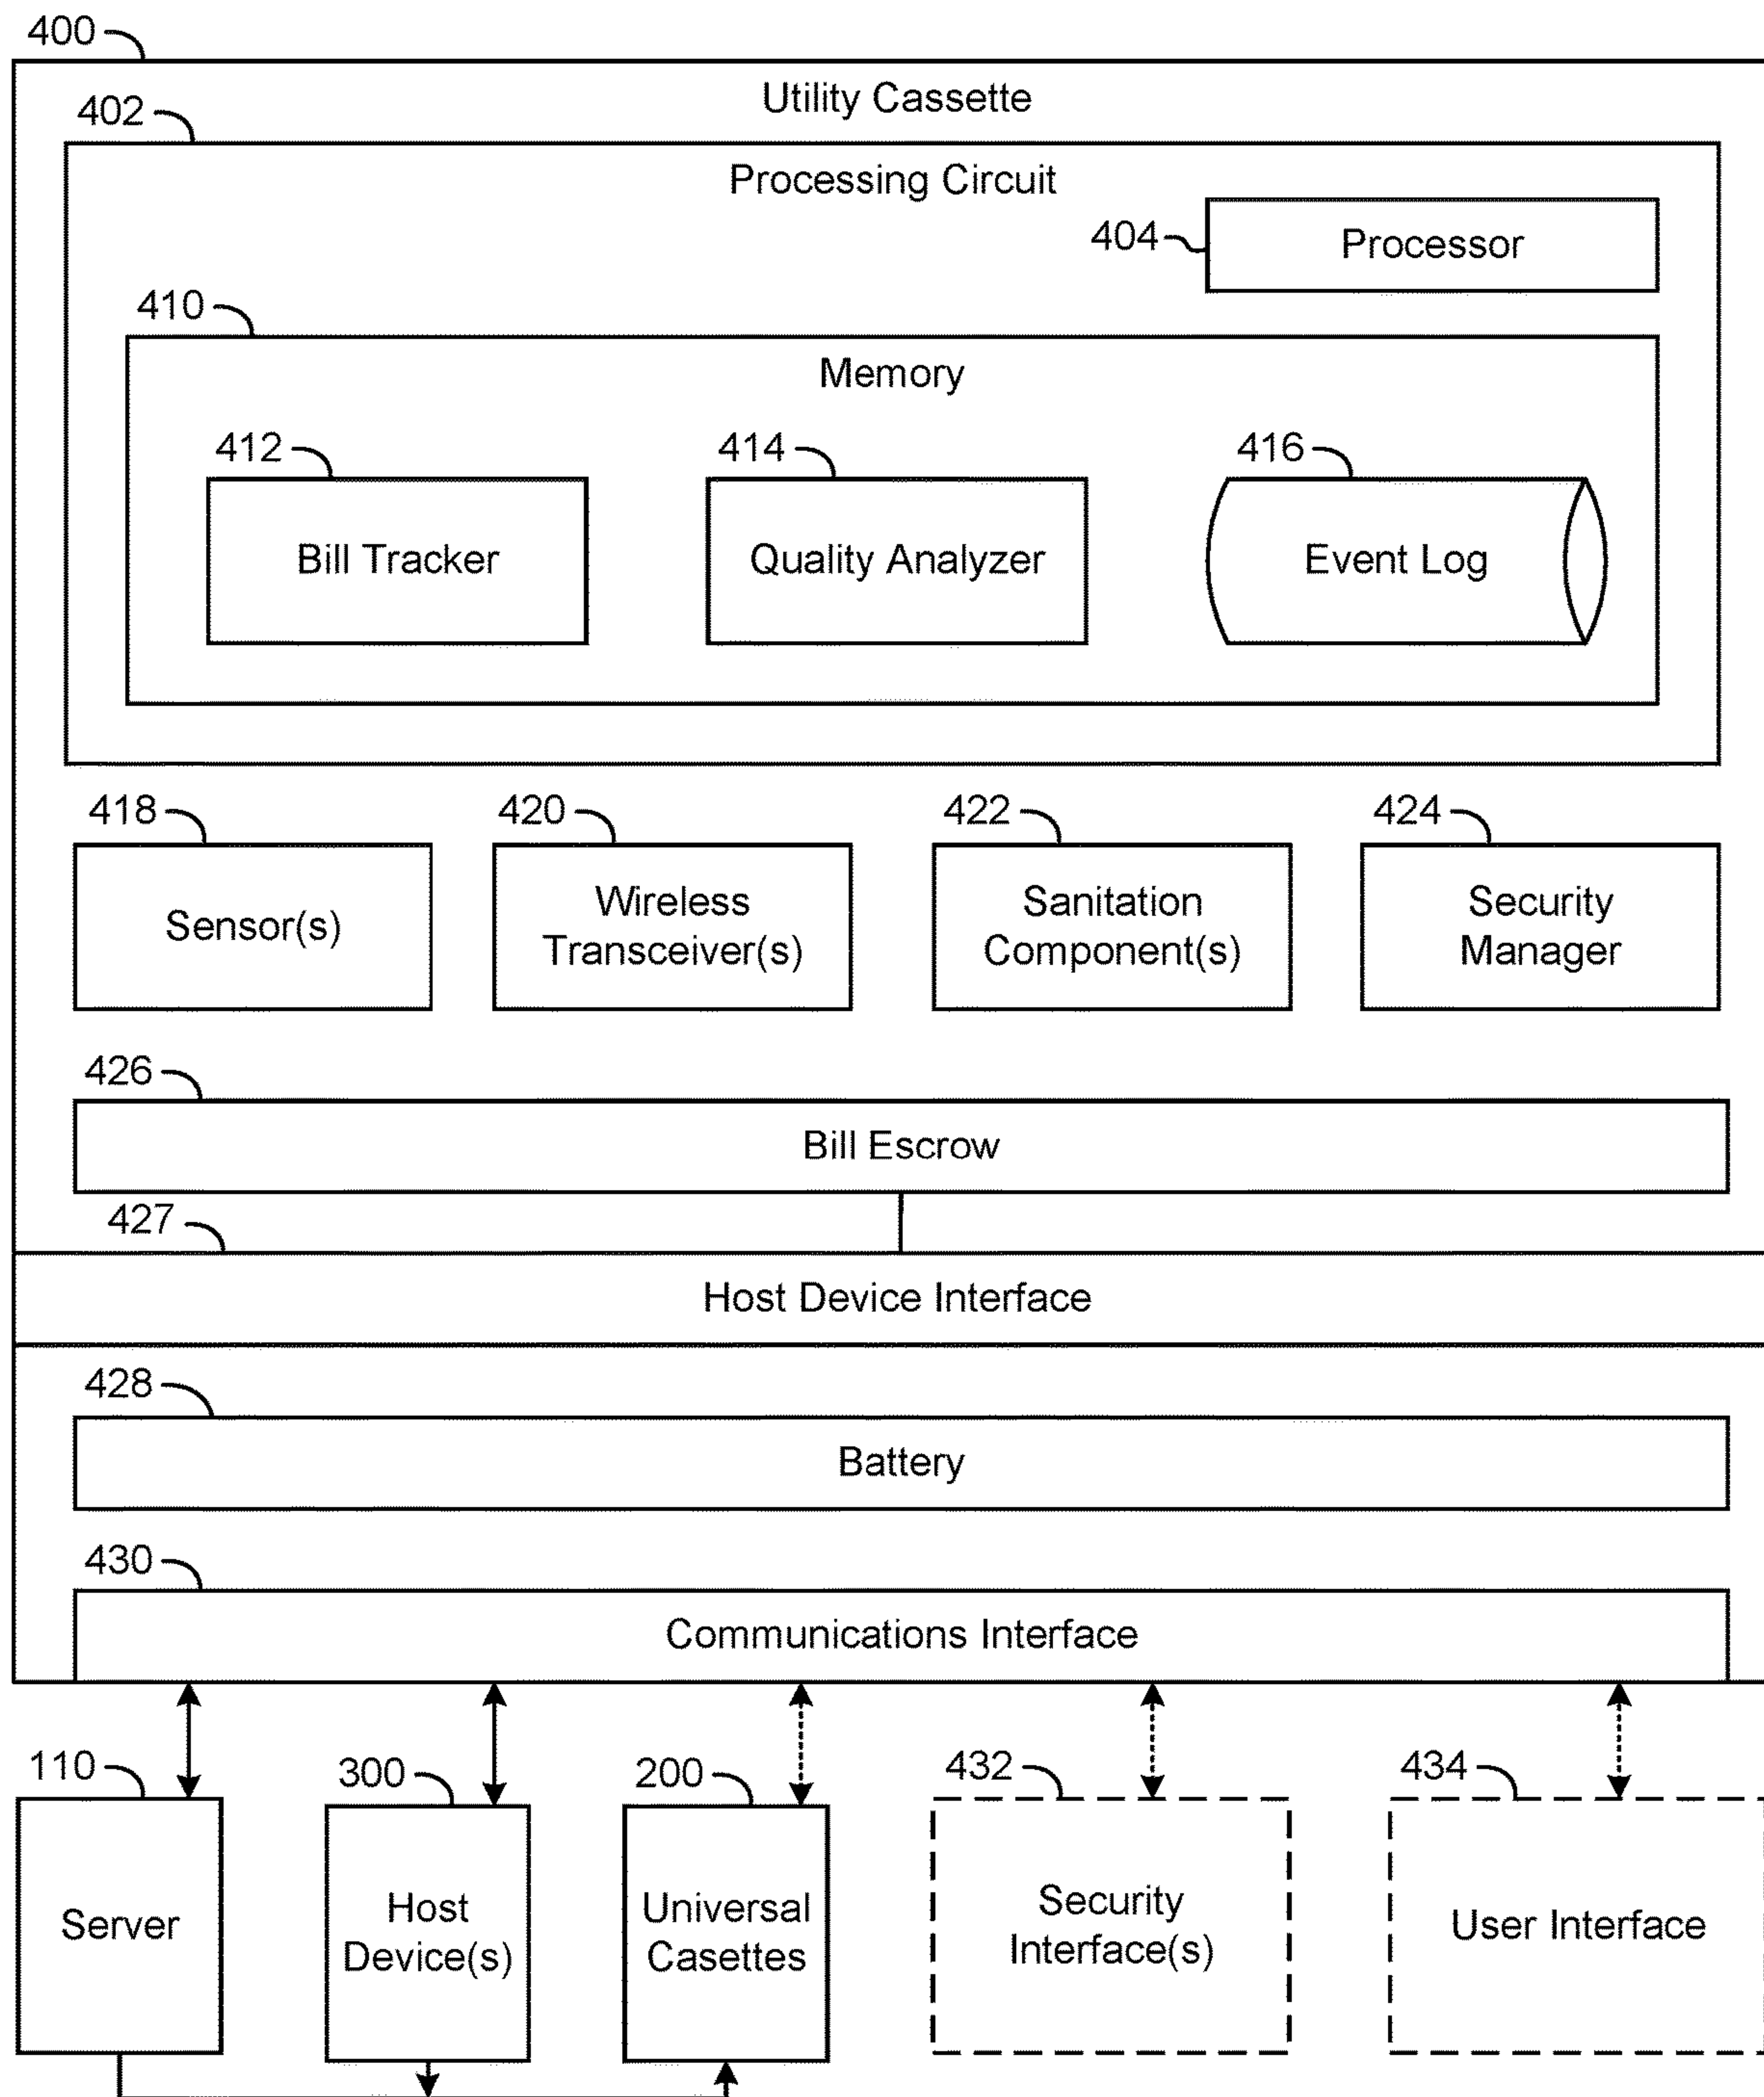 400
Utility Cassette
402
Processing Circuit
404
Processor
410
Memory
412
414
416
Bill Tracker
Quality Analyzer
Event Log
418
420
422
424
Sensor(s)
Wireless
Transceiver(s)
Sanitation
Component(s)
Security
Manager
426
Bill Escrow
427
Host Device Interface
428
Battery
430
Communications Interface
110
300
200
432
434
Server
Host
Device(s)
Universal
Casettes
Security
Interface(s)
User Interface